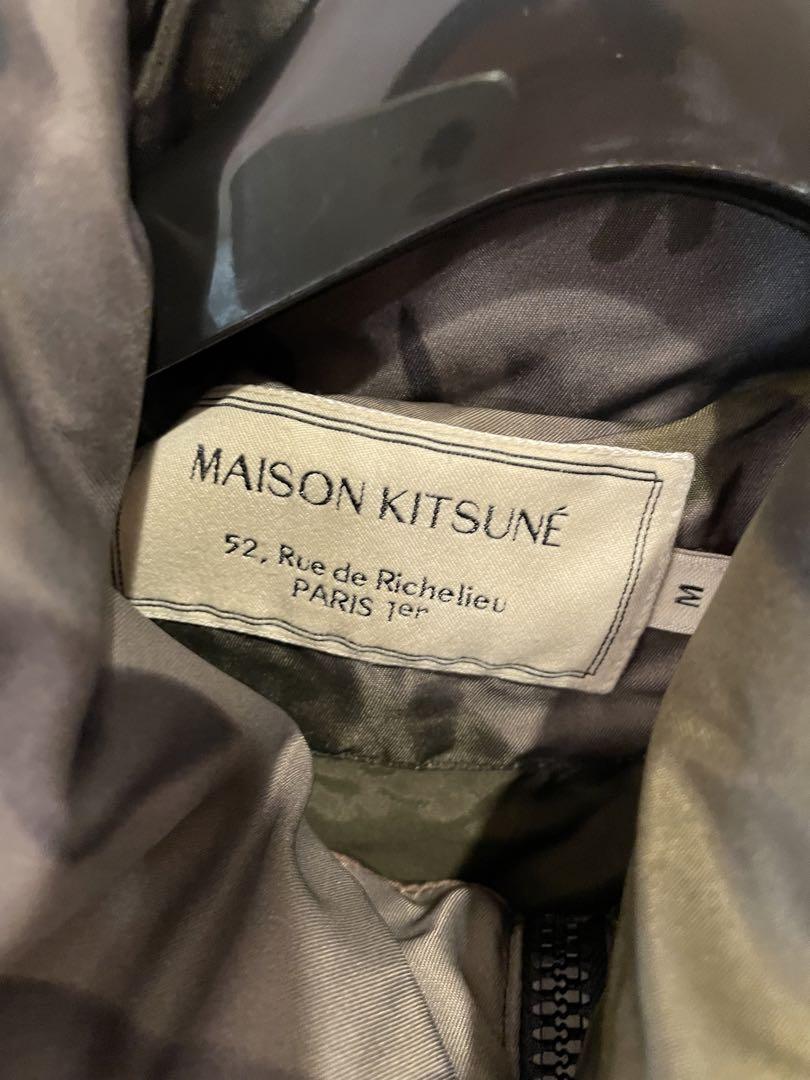 MAISON KITSUNÉ
52, Rue de Richelieu
PARIS 1er
M